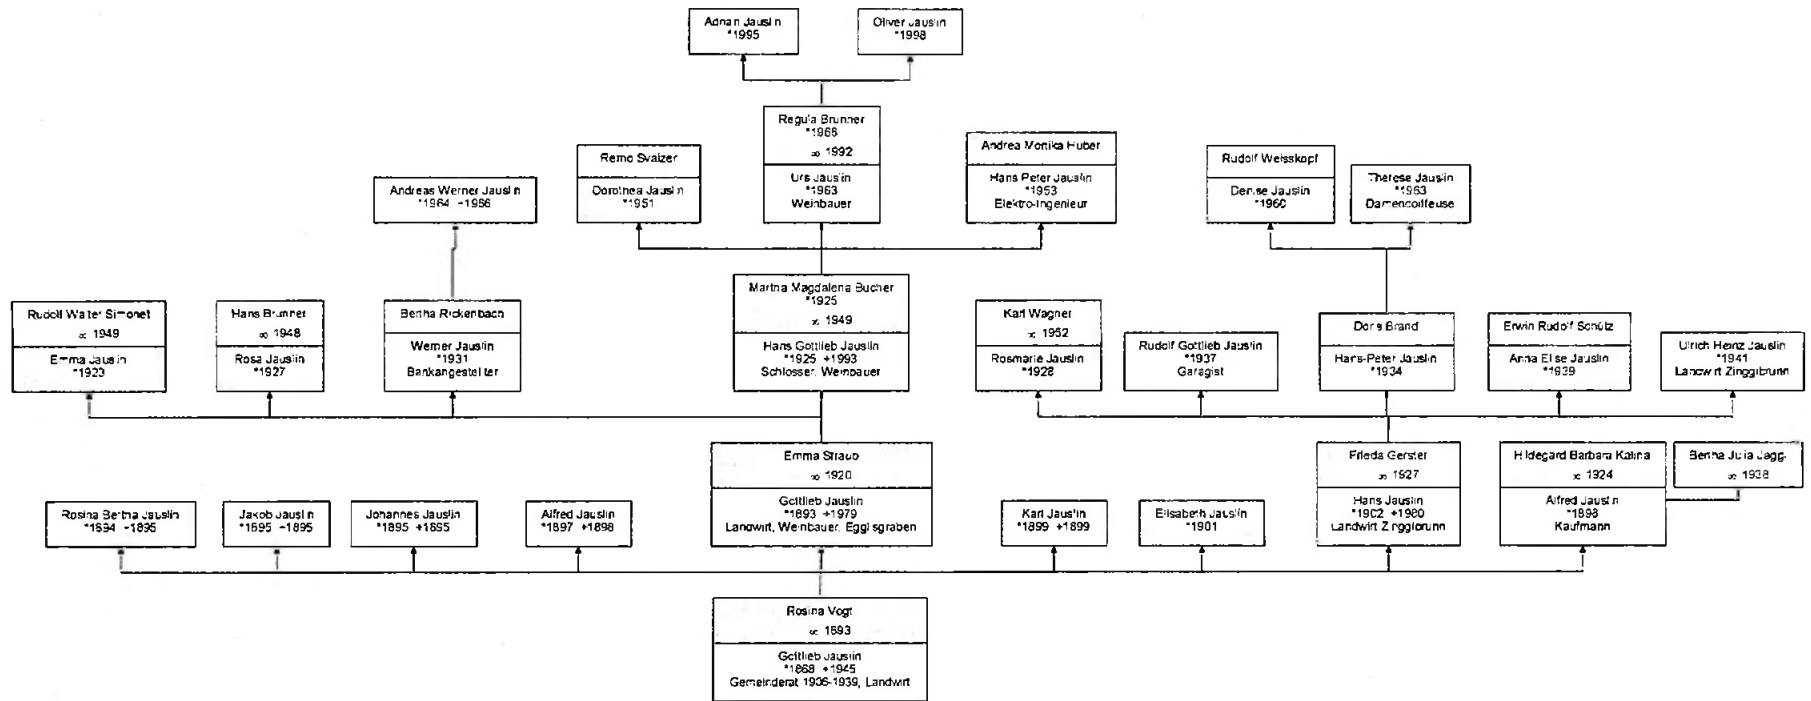 Adrian Jauslin
*1995
Oliver Jauslin
*1998
Regula Brunner
*1968
∞ 1992
Urs Jauslin
*1963
Weinbauer
Remo Svaizer
Dorothea Jauslin
*1951
Andrea Monika Huber
Hans Peter Jauslin
*1953
Elektro-Ingenieur
Rudolf Weisskopf
Denise Jauslin
*1960
Therese Jauslin
*1963
Damencoiffeuse
Andreas Werner Jauslin
*1964 +1966
Rudolf Walter Simonet
∞ 1949
Emma Jauslin
*1923
Hans Brunner
∞ 1948
Rosa Jauslin
*1927
Bertha Rickenbach
Werner Jauslin
*1931
Bankangestellter
Martha Magdalena Bucher
*1925
∞ 1949
Hans Gottlieb Jauslin
*1925 +1993
Schlosser, Weinbauer
Karl Wagner
∞ 1952
Rosmarie Jauslin
*1928
Rudolf Gottlieb Jauslin
*1937
Garagist
Doris Brand
Hans-Peter Jauslin
*1934
Erwin Rudolf Schütz
Anna Elise Jauslin
*1939
Ulrich Heinz Jauslin
*1941
Landwirt Zinggibrunn
Emma Straub
∞ 1920
Gottlieb Jauslin
*1893 +1979
Landwirt, Weinbauer, Egglisgraben
Frieda Gerster
∞ 1927
Hans Jauslin
*1902 +1980
Landwirt Zinggibrunn
Hildegard Barbara Kalina
∞ 1924
Alfred Jauslin
*1898
Kaufmann
Bertha Julia Jagg
∞ 1938
Rosina Bertha Jauslin
*1894 +1895
Jakob Jauslin
*1895 +1895
Johannes Jauslin
*1895 +1895
Alfred Jauslin
*1897 +1898
Karl Jauslin
*1899 +1899
Elisabeth Jauslin
*1901
Rosina Vogt
∞ 1893
Gottlieb Jauslin
*1868 +1945
Gemeinderat 1906-1939, Landwirt